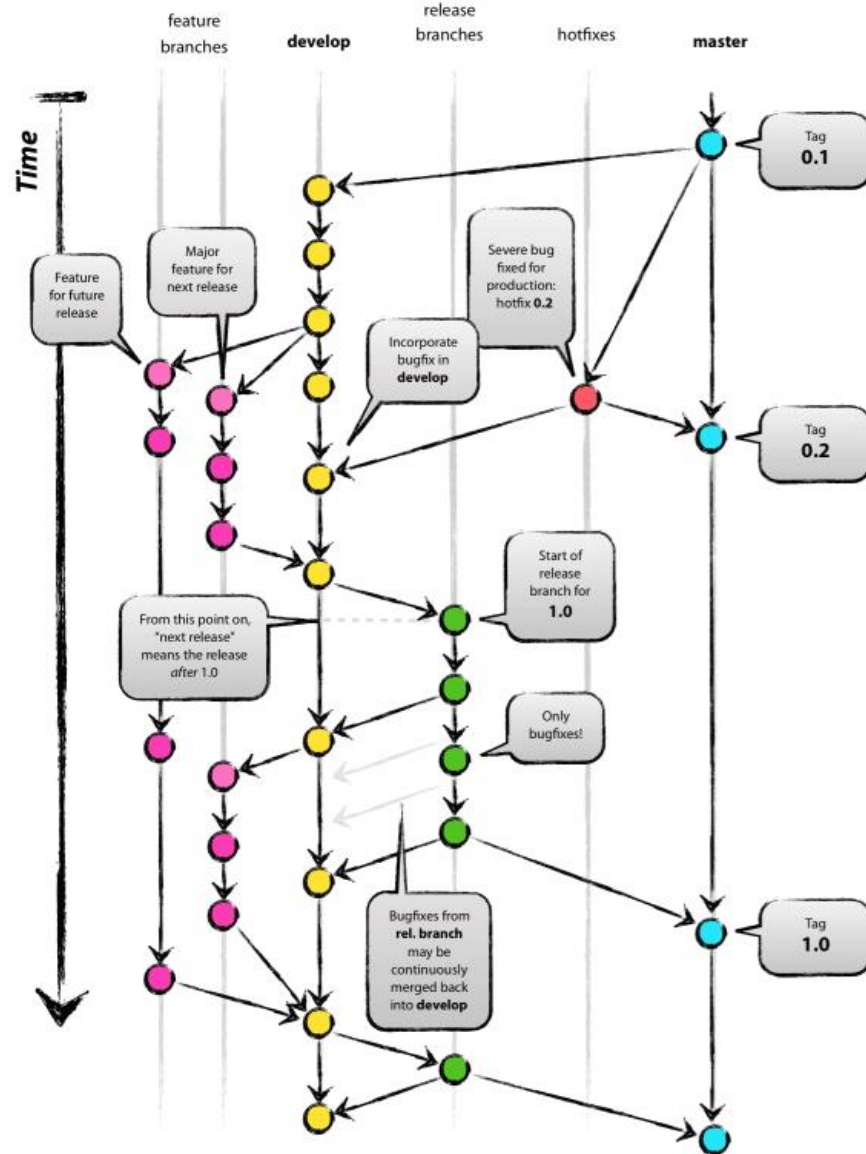 feature
branches
develop
release
branches
hotfixes
master
Time
Tag
0.1
Feature
for future
release
Major
feature for
next release
Severe bug
fixed for
production:
hotfix 0.2
Incorporate
bugfix in
develop
Tag
0.2
Start of
release
branch for
1.0
From this point on,
"next release"
means the release
after 1.0
Only
bugfixes!
Bugfixes from
rel. branch
may be
continuously
merged back
into develop
Tag
1.0